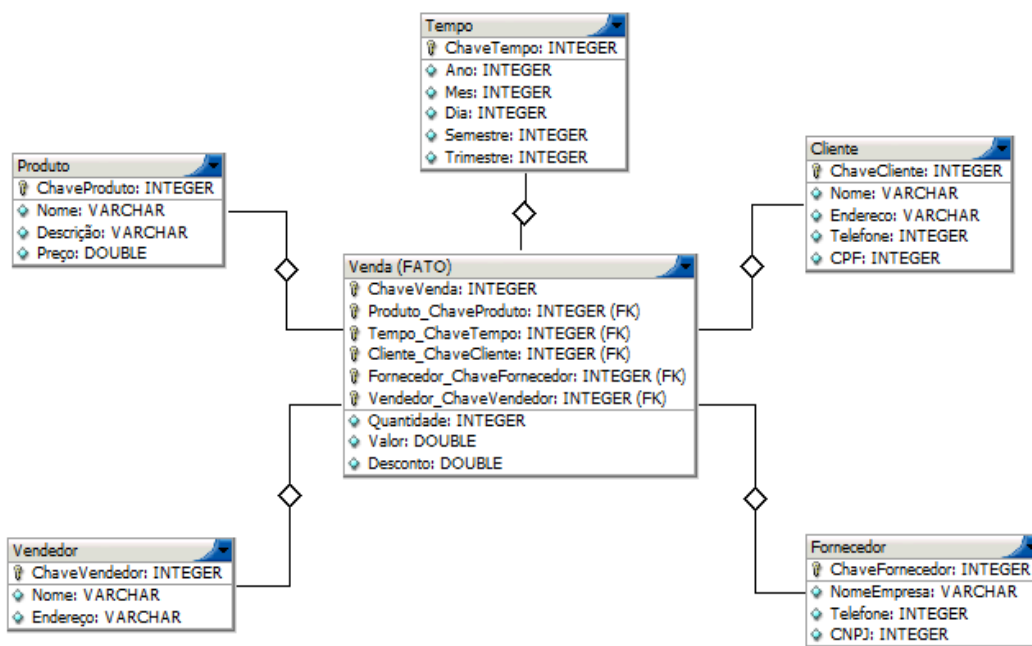 Tempo
ChaveTempo: INTEGER
Ano: INTEGER
Mes: INTEGER
Dia: INTEGER
Semestre: INTEGER
Trimestre: INTEGER
Produto
ChaveProduto: INTEGER
Nome: VARCHAR
Descrição: VARCHAR
Preço: DOUBLE
Cliente
ChaveCliente: INTEGER
Nome: VARCHAR
Endereco: VARCHAR
Telefone: INTEGER
CPF: INTEGER
Venda (FATO)
ChaveVenda: INTEGER
Produto_ChaveProduto: INTEGER (FK)
Tempo_ChaveTempo: INTEGER (FK)
Cliente_ChaveCliente: INTEGER (FK)
Fornecedor_ChaveFornecedor: INTEGER (FK)
Vendedor_ChaveVendedor: INTEGER (FK)
Quantidade: INTEGER
Valor: DOUBLE
Desconto: DOUBLE
Vendedor
ChaveVendedor: INTEGER
Nome: VARCHAR
Endereço: VARCHAR
Fornecedor
ChaveFornecedor: INTEGER
NomeEmpresa: VARCHAR
Telefone: INTEGER
CNPJ: INTEGER